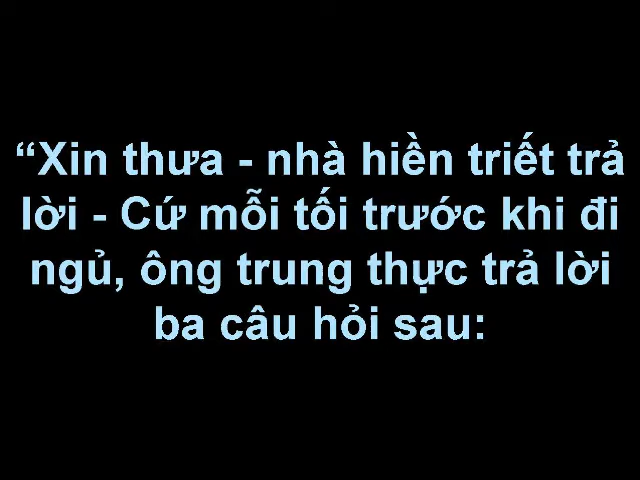 “Xin thưa - nhà hiền triết trả
lời - Cứ mỗi tối trước khi đi
ngủ, ông trung thực trả lời
ba câu hỏi sau: